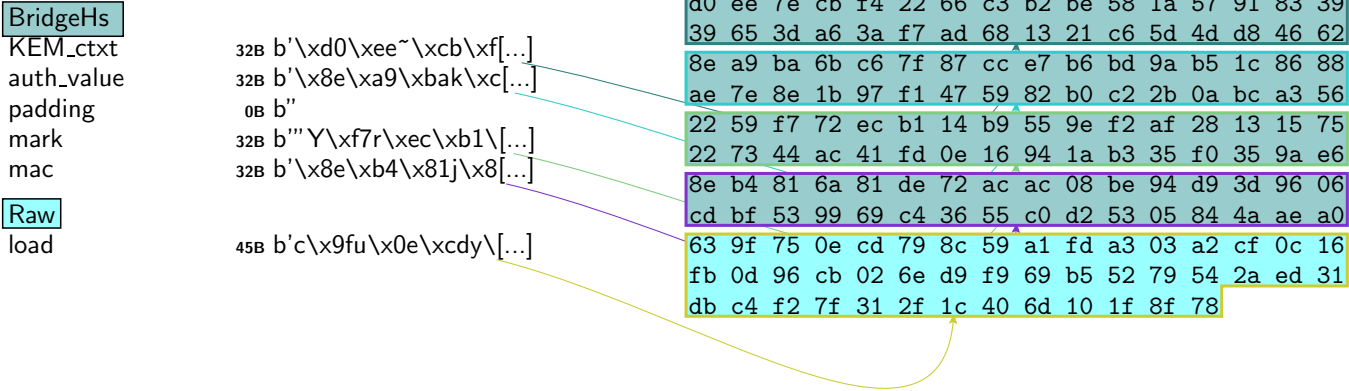 BridgeHs
KEM_ctxt 32B b'\xd0\xee~\xcb\xf[...]
auth_value 32B b'\x8e\xa9\xbak\xc[...]
padding 0B b''
mark 32B b'"Y\xf7r\xec\xb1\[...]
mac 32B b'\x8e\xb4\x81j\x8[...]
Raw
load 45B b'c\x9fu\x0e\xcdy\[...]
d0 ee 7e cb f4 22 66 c3 b2 be 58 1a 57 91 83 39
39 65 3d a6 3a f7 ad 68 13 21 c6 5d 4d d8 46 62
8e a9 ba 6b c6 7f 87 cc e7 b6 bd 9a b5 1c 86 88
ae 7e 8e 1b 97 f1 47 59 82 b0 c2 2b 0a bc a3 56
22 59 f7 72 ec b1 14 b9 55 9e f2 af 28 13 15 75
22 73 44 ac 41 fd 0e 16 94 1a b3 35 f0 35 9a e6
8e b4 81 6a 81 de 72 ac ac 08 be 94 d9 3d 96 06
cd bf 53 99 69 c4 36 55 c0 d2 53 05 84 4a ae a0
63 9f 75 0e cd 79 8c 59 a1 fd a3 03 a2 cf 0c 16
fb 0d 96 cb 02 6e d9 f9 69 b5 52 79 54 2a ed 31
db c4 f2 7f 31 2f 1c 40 6d 10 1f 8f 78